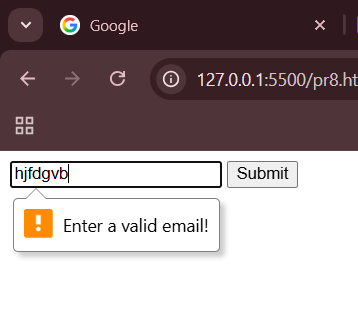 Google
127.0.0.1:5500/pr8.ht
hjfdgvb
Submit
Enter a valid email!